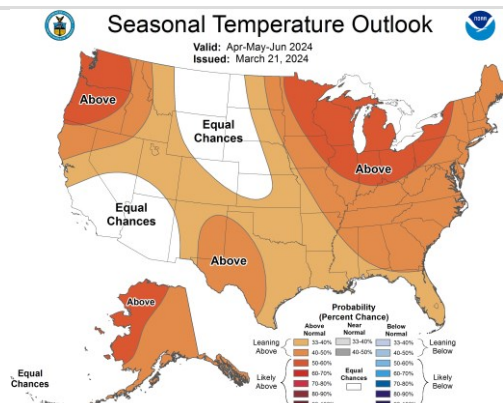 Seasonal Temperature Outlook
Valid: Apr-May-Jun 2024
Issued: March 21, 2024
NOAA
Above
Equal
Chances
Above
Equal
Chances
Above
Above
Equal
Chances
Probability
(Percent Chance)
Above
Normal
Near
Normal
Below
Normal
Leaning
Above
33-40%
40-50%
33-40%
40-50%
33-40%
40-50%
Leaning
Below
Likely
Above
50-60%
60-70%
70-80%
80-90%
Equal
Chances
50-60%
60-70%
70-80%
80-90%
Likely
Below